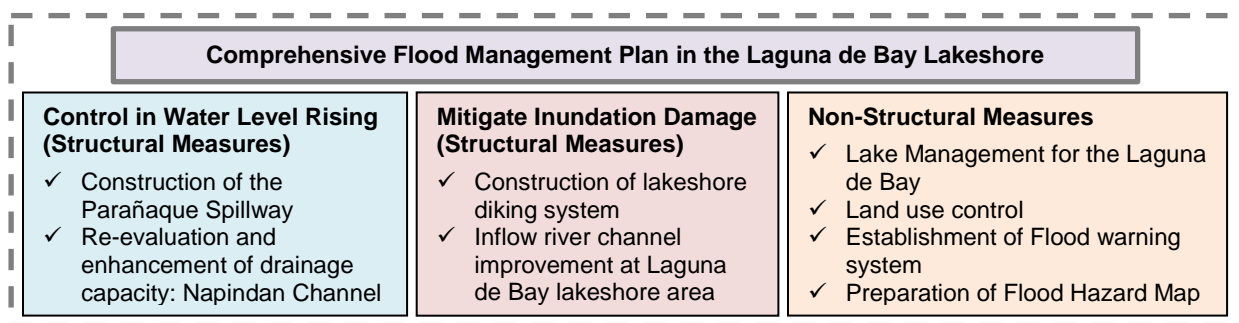 Comprehensive Flood Management Plan in the Laguna de Bay Lakeshore
Control in Water Level Rising
(Structural Measures)
✓ Construction of the
Parañaque Spillway
✓ Re-evaluation and
enhancement of drainage
capacity: Napindan Channel
Mitigate Inundation Damage
(Structural Measures)
✓ Construction of lakeshore
diking system
✓ Inflow river channel
improvement at Laguna
de Bay lakeshore area
Non-Structural Measures
✓ Lake Management for the Laguna
de Bay
✓ Land use control
✓ Establishment of Flood warning
system
✓ Preparation of Flood Hazard Map